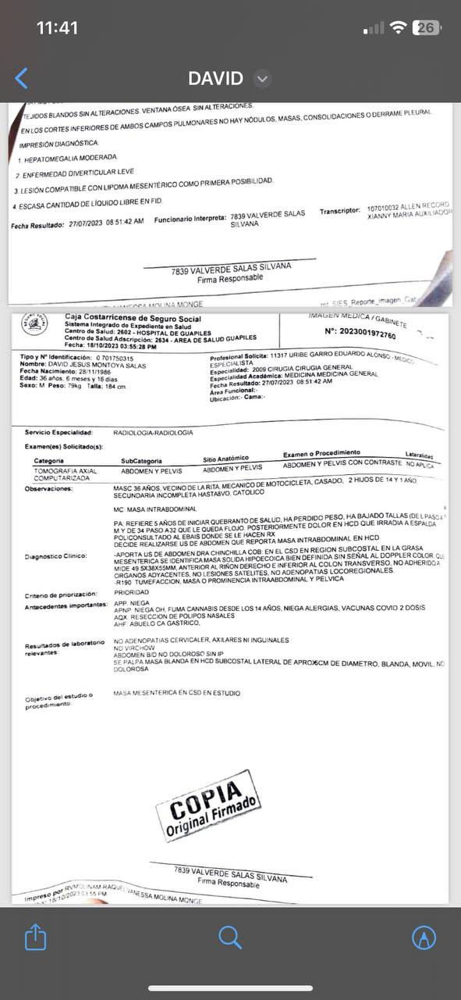 11:41
26
DAVID
TEJIDOS BLANDOS SIN ALTERACIONES. VENTANA ÓSEA SIN ALTERACIONES.
EN LOS CORTES INFERIORES DE AMBOS CAMPOS PULMONARES NO HAY NÓDULOS, MASAS, CONSOLIDACIONES O DERRAME PLEURAL.
IMPRESIÓN DIAGNÓSTICA:
1. HEPATOMEGALIA MODERADA.
2. ENFERMEDAD DIVERTICULAR LEVE
3. LESIÓN COMPATIBLE CON LIPOMA MESENTÉRICO COMO PRIMERA POSIBILIDAD.
4. ESCASA CANTIDAD DE LÍQUIDO LIBRE EN FID.
Fecha Resultado: 27/07/2023 08:51:42 AM Funcionario Interpreta: 7839 VALVERDE SALAS SILVANA Transcriptor: 107010032 ALLEN RECORD XIANNY MARIA AUXILIADOR
7839 VALVERDE SALAS SILVANA
Firma Responsable
VANESSA MOLINA MONGE
SIES_Reporte_imagen_Gab
Caja Costarricense de Seguro Social
Sistema Integrado de Expediente en Salud
Centro de Salud: 2602 - HOSPITAL DE GUAPILES
Centro de Salud Adscripción: 2634 - AREA DE SALUD GUAPILES
Fecha: 18/10/2023 03:55:28 PM
IMAGEN MEDICA / GABINETE
N°: 2023001972760
Tipo y N° Identificación: 0 701750315
Nombre: DAVID JESUS MONTOYA SALAS
Fecha Nacimiento: 28/11/1986
Edad: 36 años, 6 meses y 16 dias.
Sexo: M Peso: 79kg Talla: 184 cm
Profesional Solicita: 11317 URIBE GARRO EDUARDO ALONSO - MEDICO
ESPECIALISTA
Especialidad: 2009 CIRUGIA CIRUGIA GENERAL
Especialidad Académica: MEDICINA MEDICINA GENERAL
Fecha Resultado: 27/07/2023 08:51:42 AM
Área Funcional:-
Ubicación:- Cama:-
Servicio Especialidad: RADIOLOGIA-RADIOLOGIA
Examen(es) Solicitado(s):
Categoría SubCategoria Sitio Anatómico Examen o Procedimiento Lateralidad
TOMOGRAFIA AXIAL COMPUTARIZADA ABDOMEN Y PELVIS ABDOMEN Y PELVIS ABDOMEN Y PELVIS CON CONTRASTE NO APLICA
Observaciones: MASC 36 AÑOS, VECINO DE LA RITA, MECANICO DE MOTOCICLETA, CASADO, 2 HIJOS DE 14 Y 1 AÑO,
SECUNDARIA INCOMPLETA HASTA5VO, CATOLICO
MC: MASA INTRABDOMINAL
PA: REFIERE 5 AÑOS DE INICIAR QUEBRANTO DE SALUD, HA PERDIDO PESO, HA BAJADO TALLAS (DE L PASO A
M Y DE 34 PASO A32 QUE LE QUEDA FLOJO. POSTERIORMENTE DOLOR EN HCD QUE IRRADIA A ESPALDA.
POLICONSULTADO AL EBAIS DONDE SE LE HACEN RX
DECIDE REALIZARSE US DE ABDOMEN QUE REPORTA MASA INTRABDOMINAL EN HCD
Diagnóstico Clínico: -APORTA US DE ABDOMEN DRA CHINCHILLA COB: EN EL CSD EN REGION SUBCOSTAL EN LA GRASA
MESENTERICA SE IDENTIFICA MASA SOLIDA HIPOECOICA BIEN DEFINIDA SIN SEÑAL AL DOPPLER COLOR, QUE
MIDE 49.5X38X55MM, ANTERIOR AL RIÑON DERECHO E INFERIOR AL COLON TRANSVERSO, NO ADHERIDO A
ORGANOS ADYACENTES, NO LESIONES SATELITES, NO ADENOPATIAS LOCOREGIONALES.
-R190 TUMEFACCION, MASA O PROMINENCIA INTRAABDOMINAL Y PELVICA
Criterio de priorización: PRIORIDAD
Antecedentes importantes: APP: NIEGA
APNP: NIEGA OH, FUMA CANNABIS DESDE LOS 14 AÑOS, NIEGA ALERGIAS, VACUNAS COVID 2 DOSIS
AQX: RESECCION DE POLIPOS NASALES
AHF: ABUELO CA GASTRICO,
Resultados de laboratorio relevantes: NO ADENOPATIAS CERVICALER, AXILARES NI INGUINALES
NO VIRCHOW
ABDOMEN B/D NO DOLOROSO SIN IP
SE PALPA MASA BLANDA EN HCD SUBCOSTAL LATERAL DE APROX6CM DE DIAMETRO, BLANDA, MOVIL, NO
DOLOROSA
Objetivo del estudio o procedimiento: MASA MESENTERICA EN CSD EN ESTUDIO
COPIA
Original Firmado
7839 VALVERDE SALAS SILVANA
Firma Responsable
Impreso por RVMOLINAM-RAQUEL VANESSA MOLINA MONGE
18/10/2023 03:55 PM